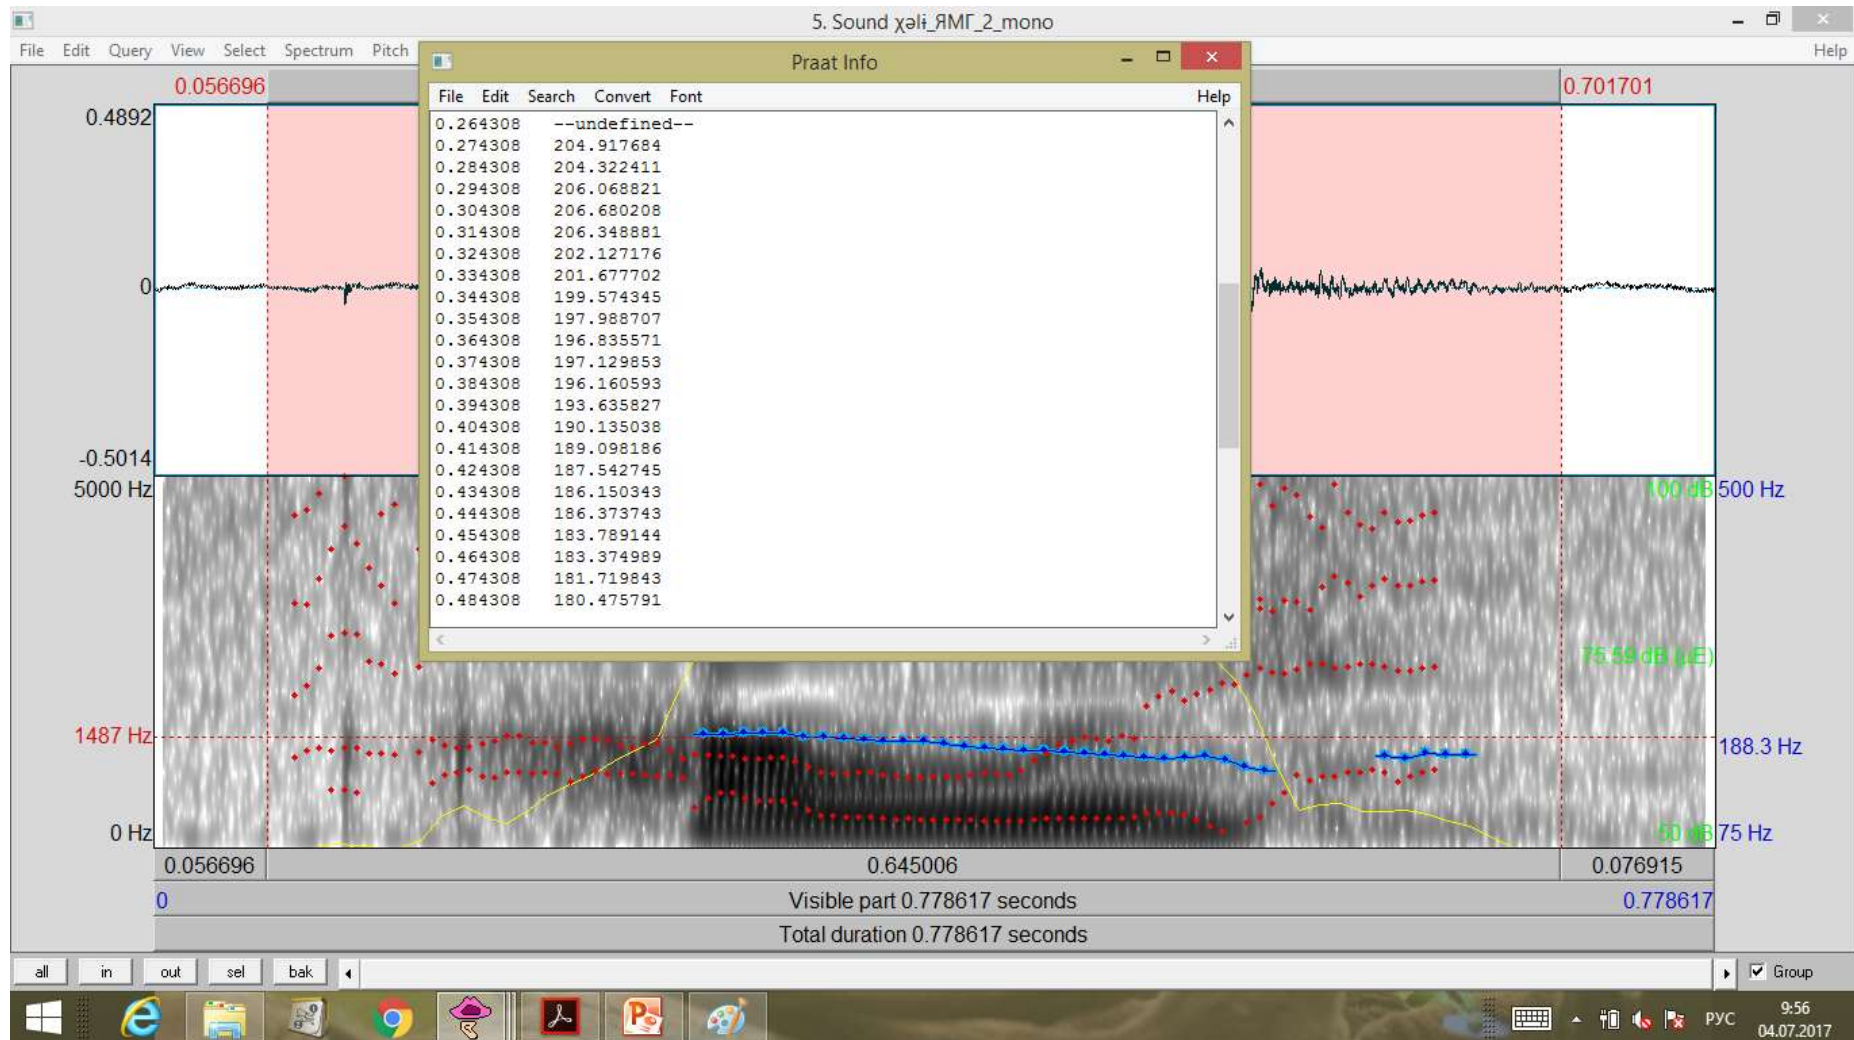 5. Sound χəlɨ_ЯМГ_2_mono
File Edit Query View Select Spectrum Pitch Help
Praat Info
File Edit Search Convert Font Help
0.056696 0.701701
0.4892
0
-0.5014
0.264308 --undefined--
0.274308 204.917684
0.284308 204.322411
0.294308 206.068821
0.304308 206.680208
0.314308 206.348881
0.324308 202.127176
0.334308 201.677702
0.344308 199.574345
0.354308 197.988707
0.364308 196.835571
0.374308 197.129853
0.384308 196.160593
0.394308 193.635827
0.404308 190.135038
0.414308 189.098186
0.424308 187.542745
0.434308 186.150343
0.444308 186.373743
0.454308 183.789144
0.464308 183.374989
0.474308 181.719843
0.484308 180.475791
5000 Hz 100 dB 500 Hz
75.59 dB (µE)
1487 Hz 188.3 Hz
0 Hz 50 dB 75 Hz
0.056696 0.645006 0.076915
0 Visible part 0.778617 seconds 0.778617
Total duration 0.778617 seconds
all in out sel bak Group
РУС 9:56
04.07.2017